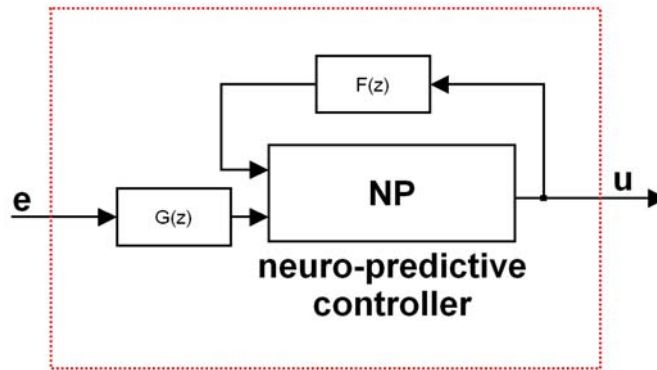 F(z)
NP
e
u
G(z)
neuro-predictive
controller